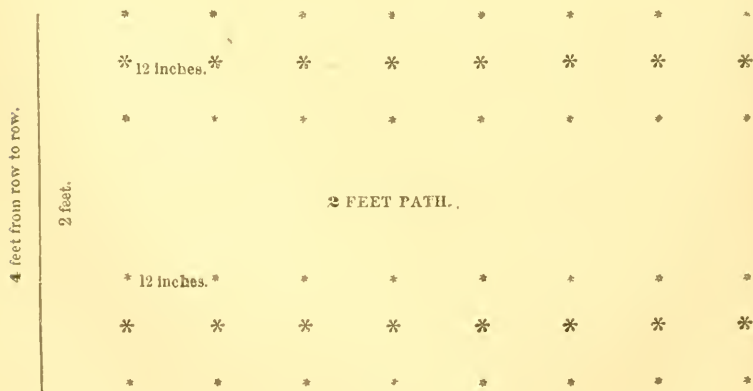 12 inches.
4 feet from row to row.
2 feet.
2 FEET PATH.
12 inches.